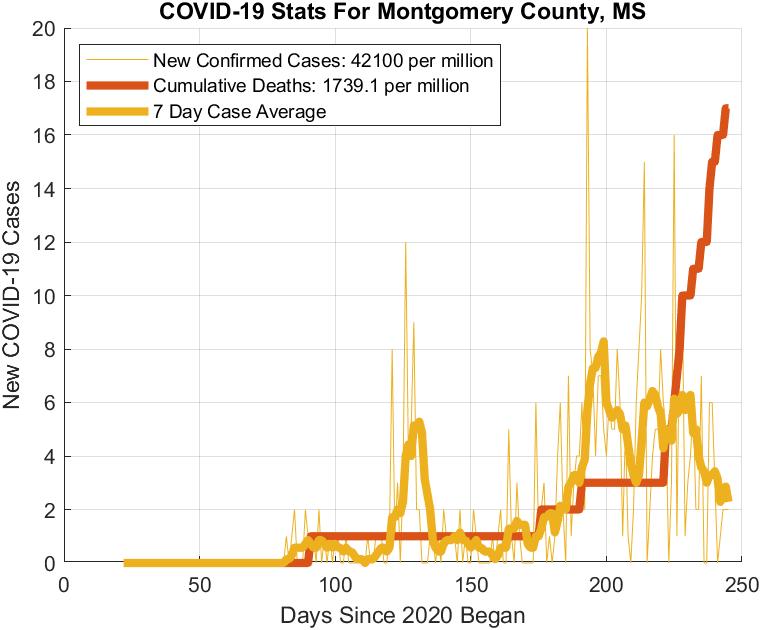 COVID-19 Stats For Montgomery County, MS
New Confirmed Cases: 42100 per million
Cumulative Deaths: 1739.1 per million
7 Day Case Average
New COVID-19 Cases
20
18
16
14
12
10
8
6
4
2
0
0 50 100 150 200 250
Days Since 2020 Began